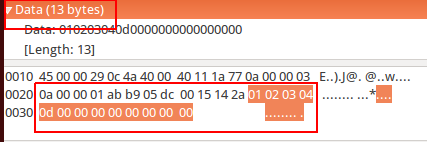 ▾ Data (13 bytes)
Data: 010203040d0000000000000000
[Length: 13]
0010 45 00 00 29 0c 4a 40 00 40 11 1a 77 0a 00 00 03 E..).J@. @..w....
0020 0a 00 00 01 ab b9 05 dc 00 15 14 2a 01 02 03 04 ........ ...*....
0030 0d 00 00 00 00 00 00 00 00 ........ .